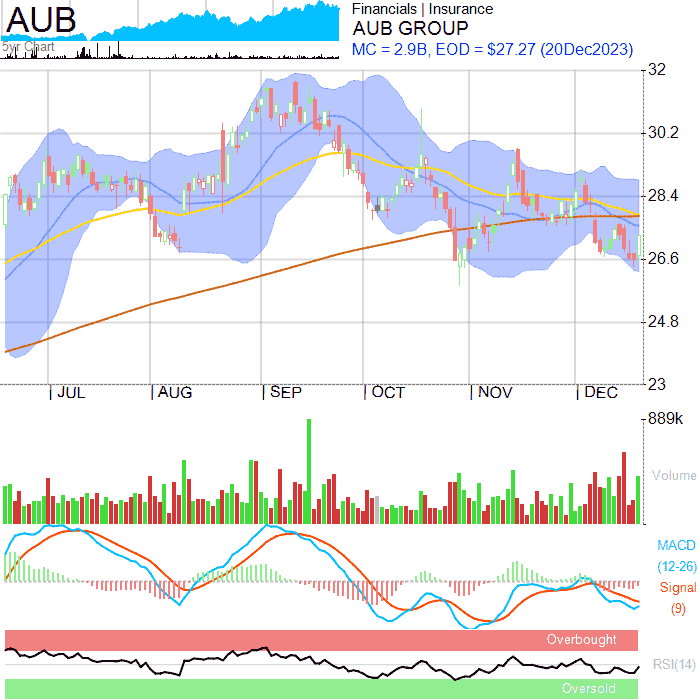 AUB
5yr Chart
Financials | Insurance
AUB GROUP
MC = 2.9B, EOD = $27.27 (20Dec2023)
32
30.2
28.4
26.6
24.8
23
JUL AUG SEP OCT NOV DEC
889k
Volume
MACD
(12-26)
Signal
(9)
Overbought
RSI(14)
Oversold